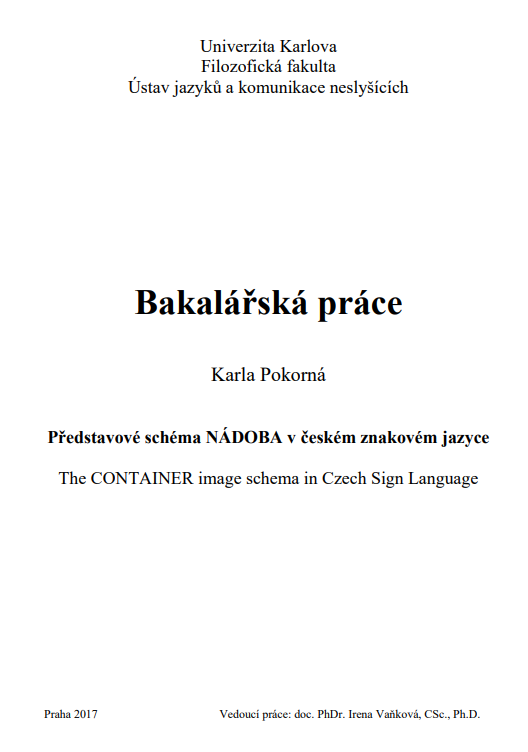 Univerzita Karlova
Filozofická fakulta
Ústav jazyků a komunikace neslyšících
Bakalářská práce
Karla Pokorná
Představové schéma NÁDOBA v českém znakovém jazyce
The CONTAINER image schema in Czech Sign Language
Praha 2017 Vedoucí práce: doc. PhDr. Irena Vaňková, CSc., Ph.D.